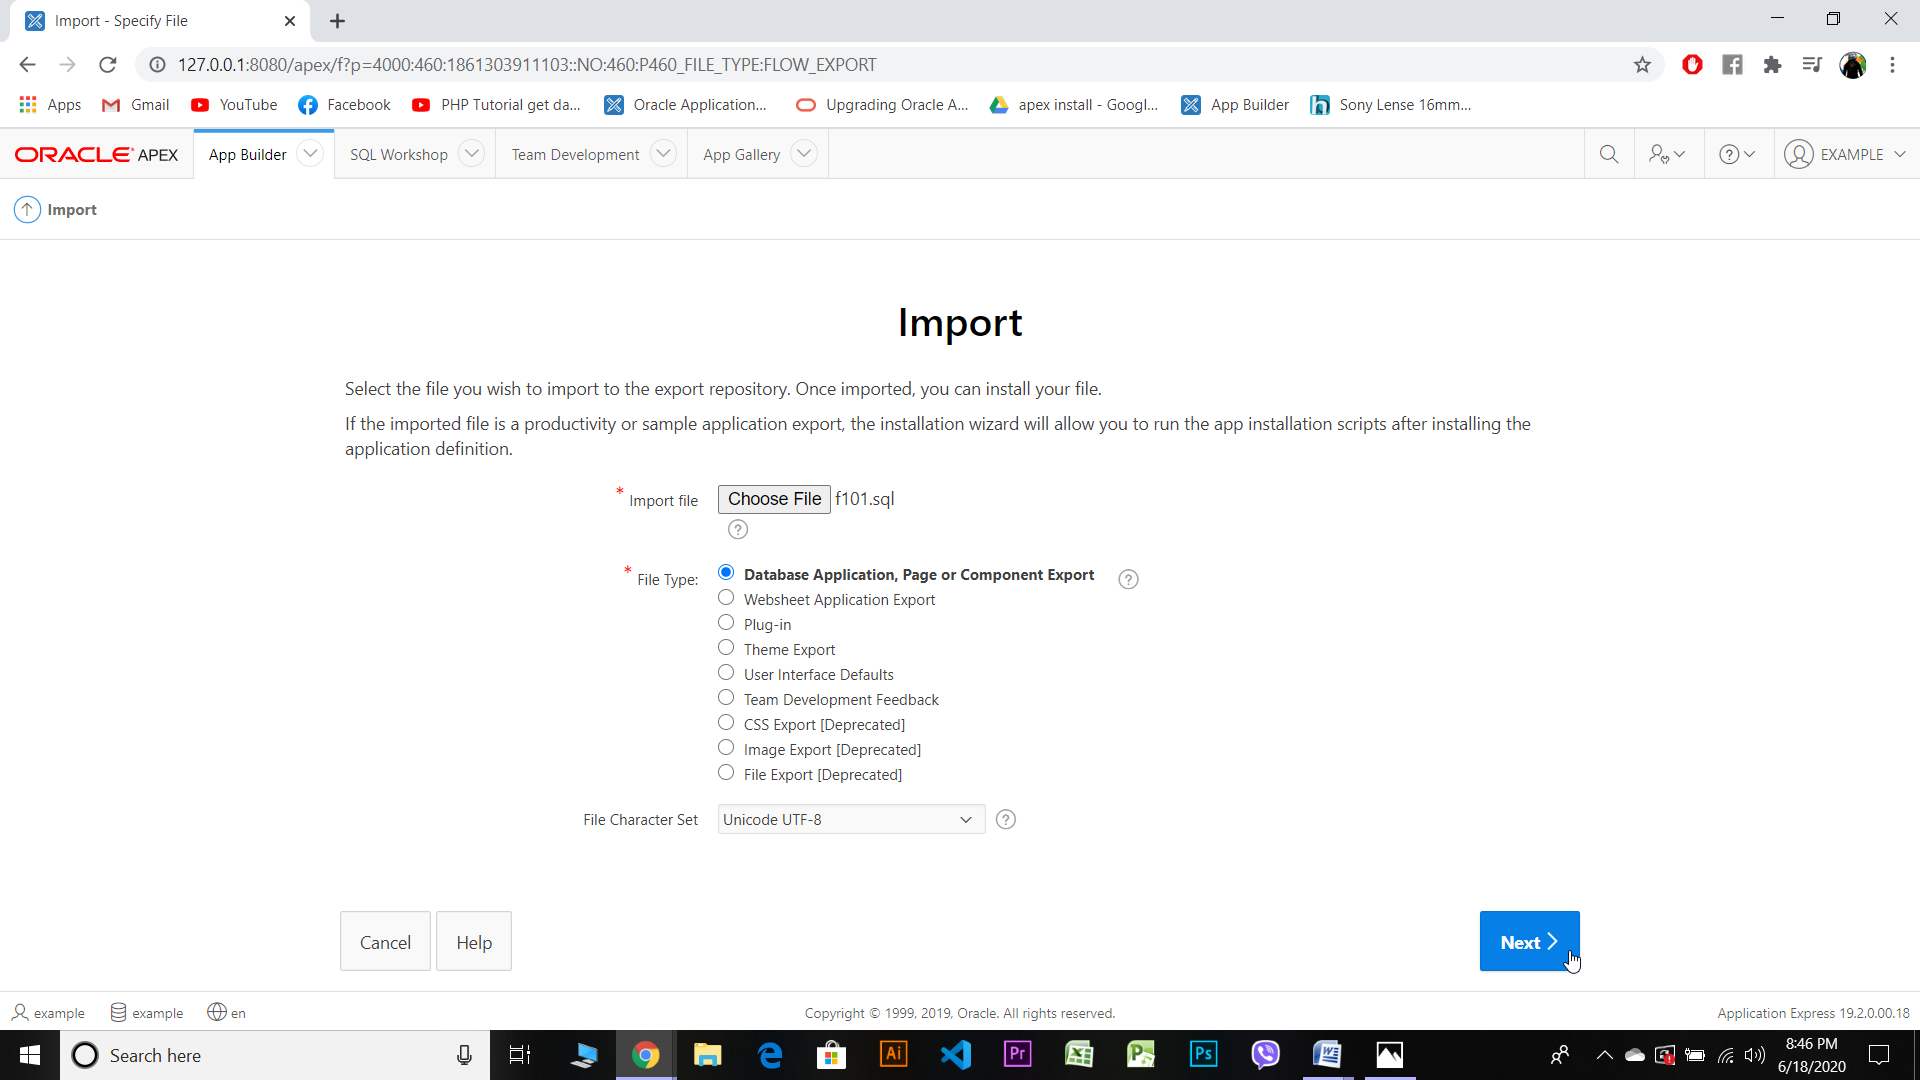 Import - Specify File
127.0.0.1:8080/apex/f?p=4000:460:1861303911103::NO:460:P460_FILE_TYPE:FLOW_EXPORT
Apps Gmail YouTube Facebook PHP Tutorial get da... Oracle Application... Upgrading Oracle A... apex install - Googl... App Builder Sony Lense 16mm...
ORACLE APEX App Builder SQL Workshop Team Development App Gallery EXAMPLE
Import
Import
Select the file you wish to import to the export repository. Once imported, you can install your file.
If the imported file is a productivity or sample application export, the installation wizard will allow you to run the app installation scripts after installing the
application definition.
* Import file Choose File f101.sql
?
* File Type: Database Application, Page or Component Export ?
Websheet Application Export
Plug-in
Theme Export
User Interface Defaults
Team Development Feedback
CSS Export [Deprecated]
Image Export [Deprecated]
File Export [Deprecated]
File Character Set Unicode UTF-8 ?
Cancel Help Next
example example en Copyright © 1999, 2019, Oracle. All rights reserved. Application Express 19.2.0.00.18
Search here Ai Pr Ps 8:46 PM
6/18/2020